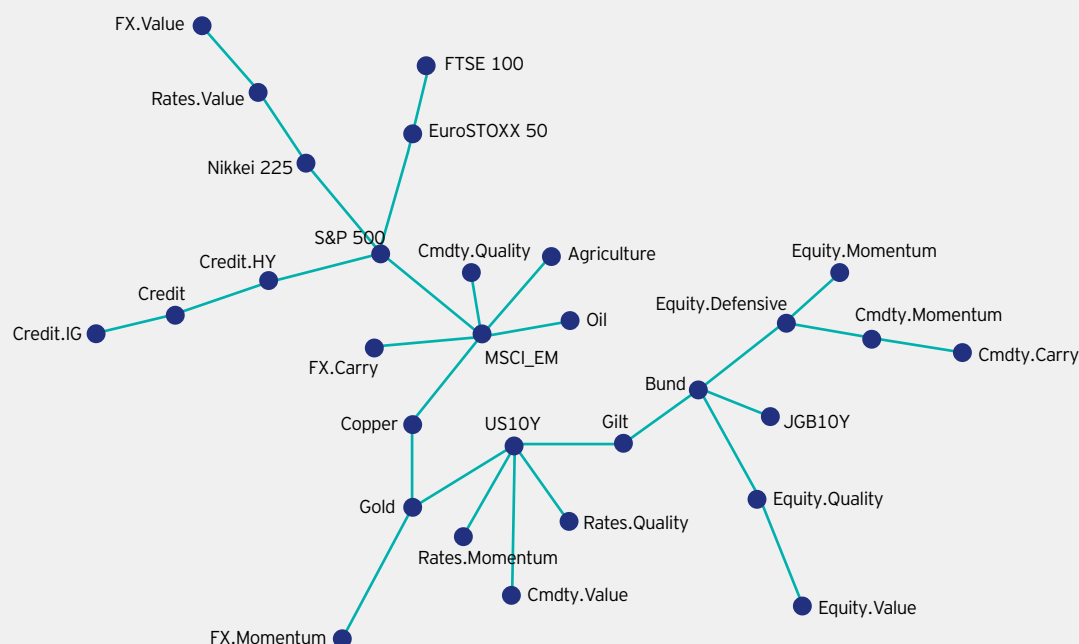 FX.Value
FTSE 100
Rates.Value
EuroSTOXX 50
Nikkei 225
S&P 500
Cmdty.Quality
Agriculture
Equity.Momentum
Credit.HY
Credit
Equity.Defensive
Cmdty.Momentum
Oil
Credit.IG
MSCI_EM
Cmdty.Carry
FX.Carry
Bund
Copper
US10Y
Gilt
JGB10Y
Gold
Equity.Quality
Rates.Quality
Rates.Momentum
Cmdty.Value
Equity.Value
FX.Momentum